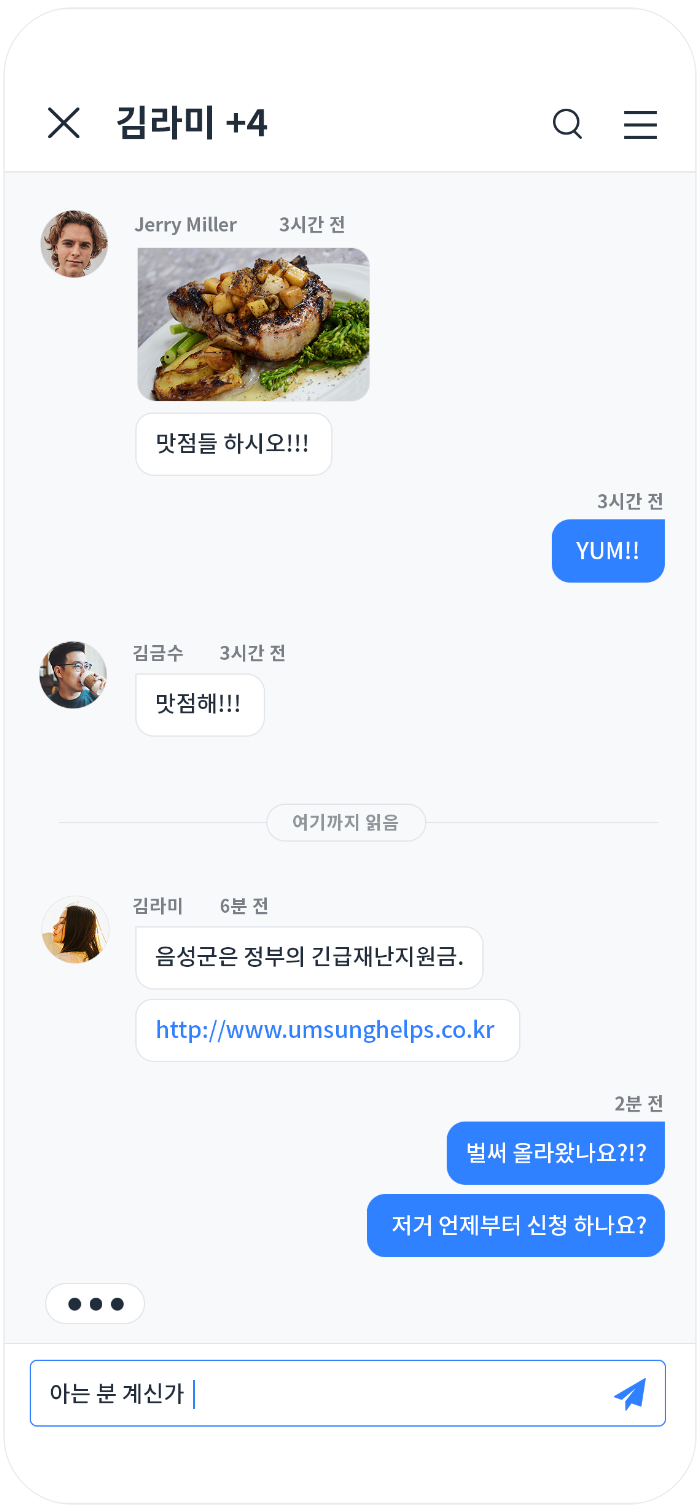 김라미 +4
Jerry Miller 3시간 전
맛점들 하시오!!!
3시간 전
YUM!!
김금수 3시간 전
맛점해!!!
여기까지 읽음
김라미 6분 전
음성군은 정부의 긴급재난지원금.
http://www.umsunghelps.co.kr
2분 전
벌써 올라왔나요?!?
저거 언제부터 신청 하나요?
아는 분 계신가